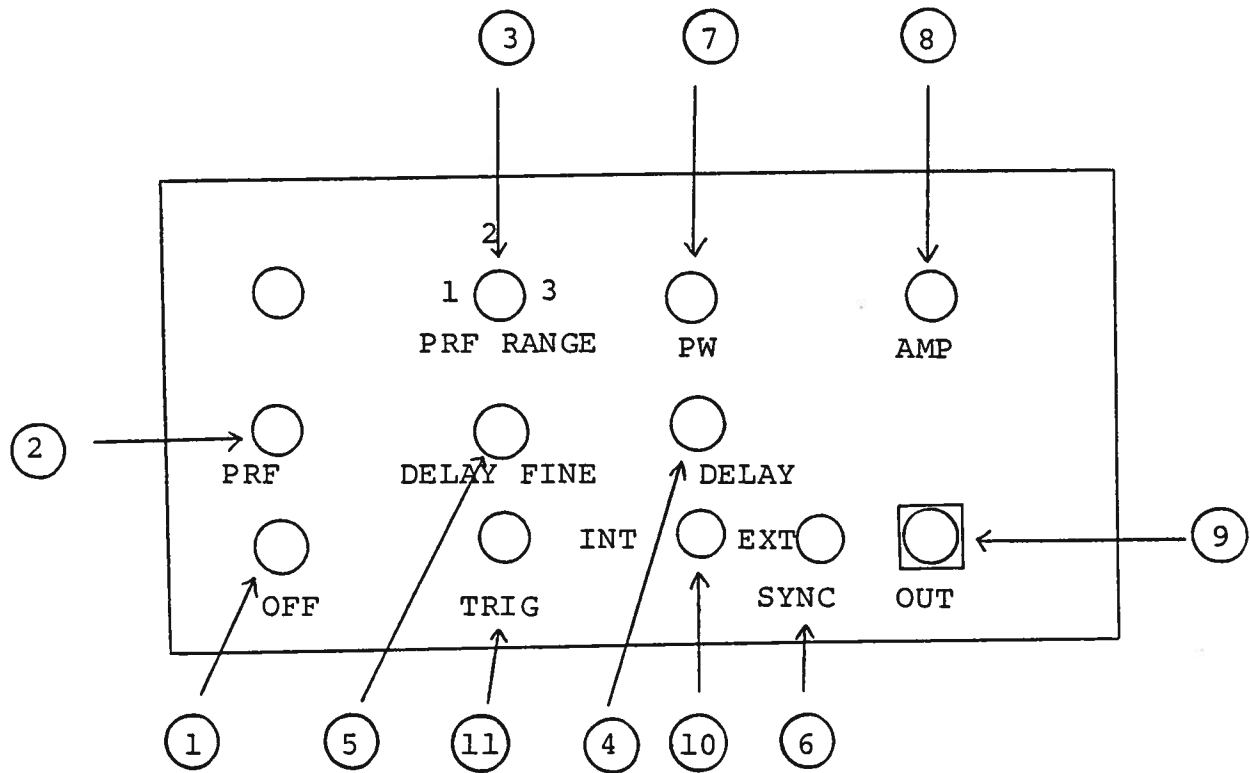 3 7 8
2
1 3
PRF RANGE PW AMP
2
PRF DELAY FINE DELAY
INT EXT
9
OFF TRIG SYNC OUT
1 5 11 4 10 6